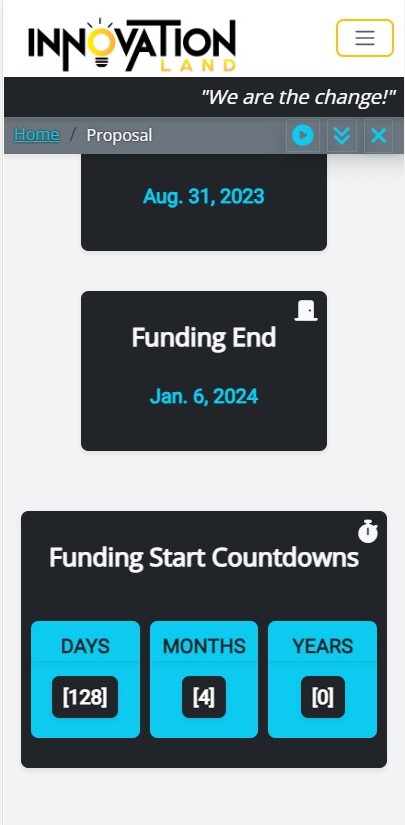 INNOVATION
LAND
"We are the change!"
Home / Proposal
Aug. 31, 2023
Funding End
Jan. 6, 2024
Funding Start Countdowns
DAYS MONTHS YEARS
[128] [4] [0]